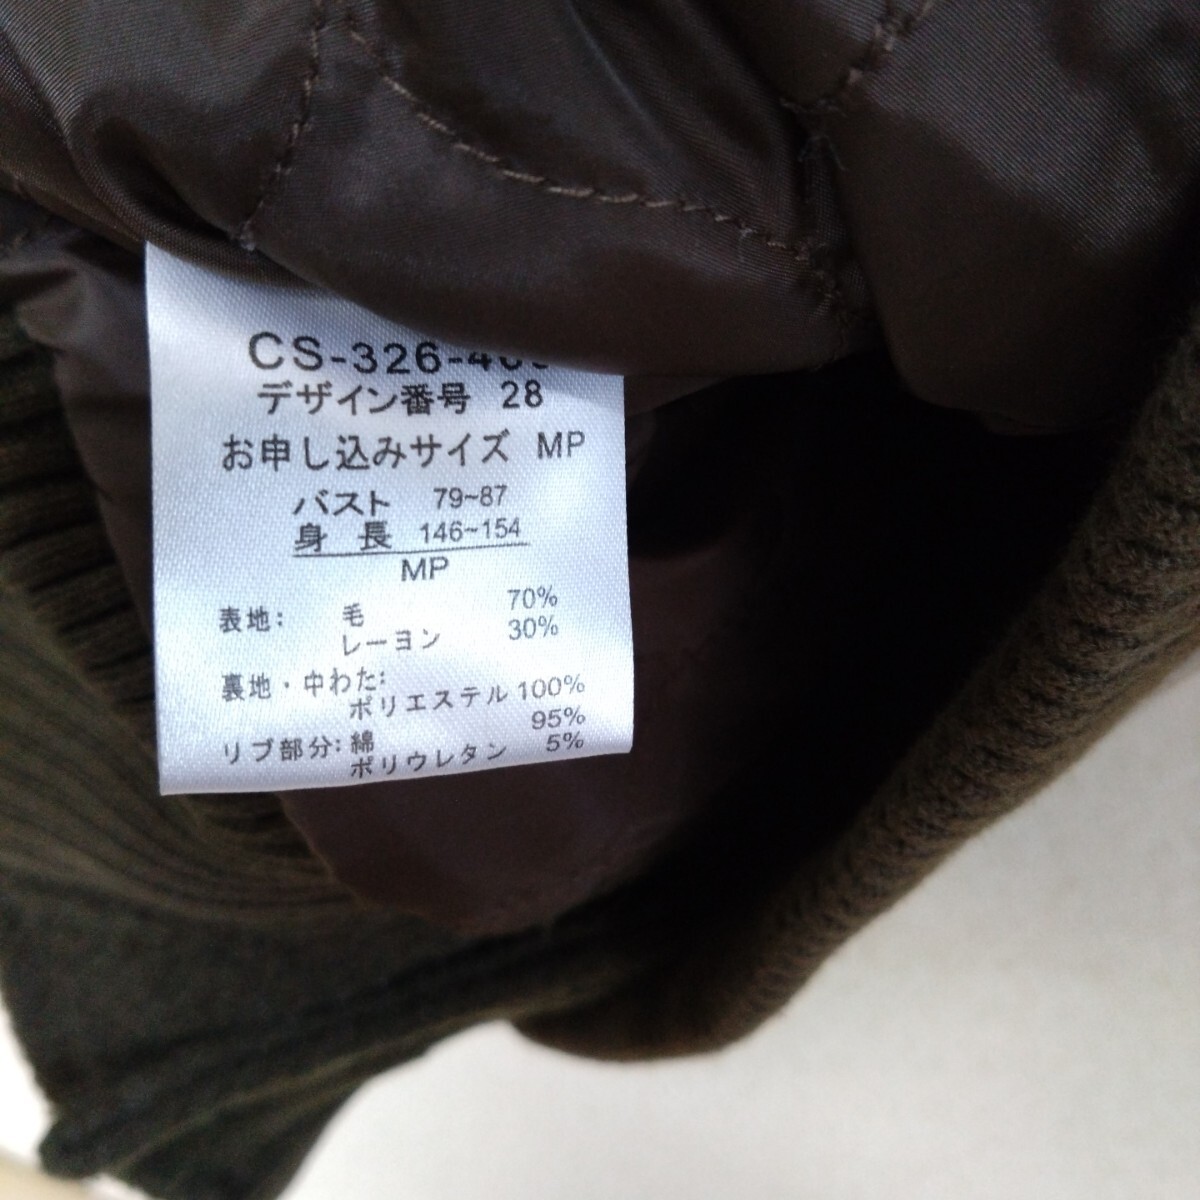 CS-326-
デザイン番号 28
お申し込みサイズ MP
バスト 79~87
身 長 146~154
MP
表地: 毛 70%
レーヨン 30%
裏地・中わた:
ポリエステル 100%
リブ部分: 綿 95%
ポリウレタン 5%